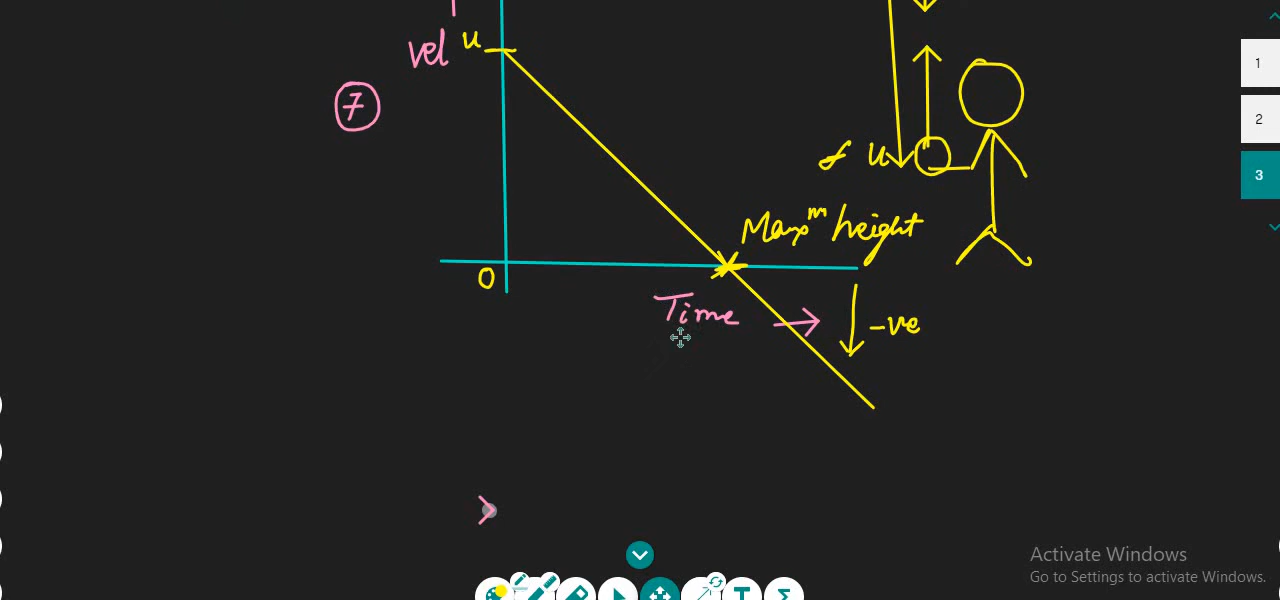 vel u
7
u
Maxᵐ height
0
Time
-ve
1
2
3
Activate Windows
Go to Settings to activate Windows.
T
Σ